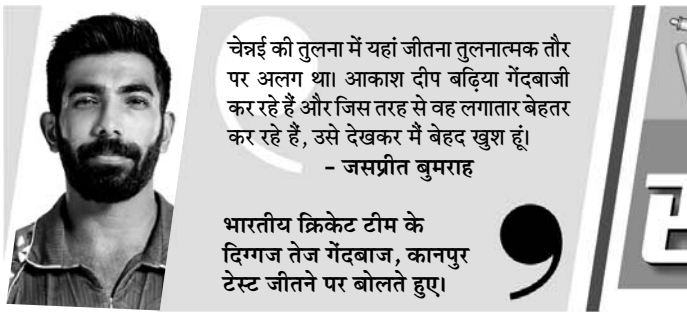 चेन्नई की तुलना में यहां जीतना तुलनात्मक तौर
पर अलग था। आकाश दीप बढ़िया गेंदबाजी
कर रहे हैं और जिस तरह से वह लगातार बेहतर
कर रहे हैं, उसे देखकर मैं बेहद खुश हूं।
- जसप्रीत बुमराह
भारतीय क्रिकेट टीम के
दिग्गज तेज गेंदबाज, कानपुर
टेस्ट जीतने पर बोलते हुए।